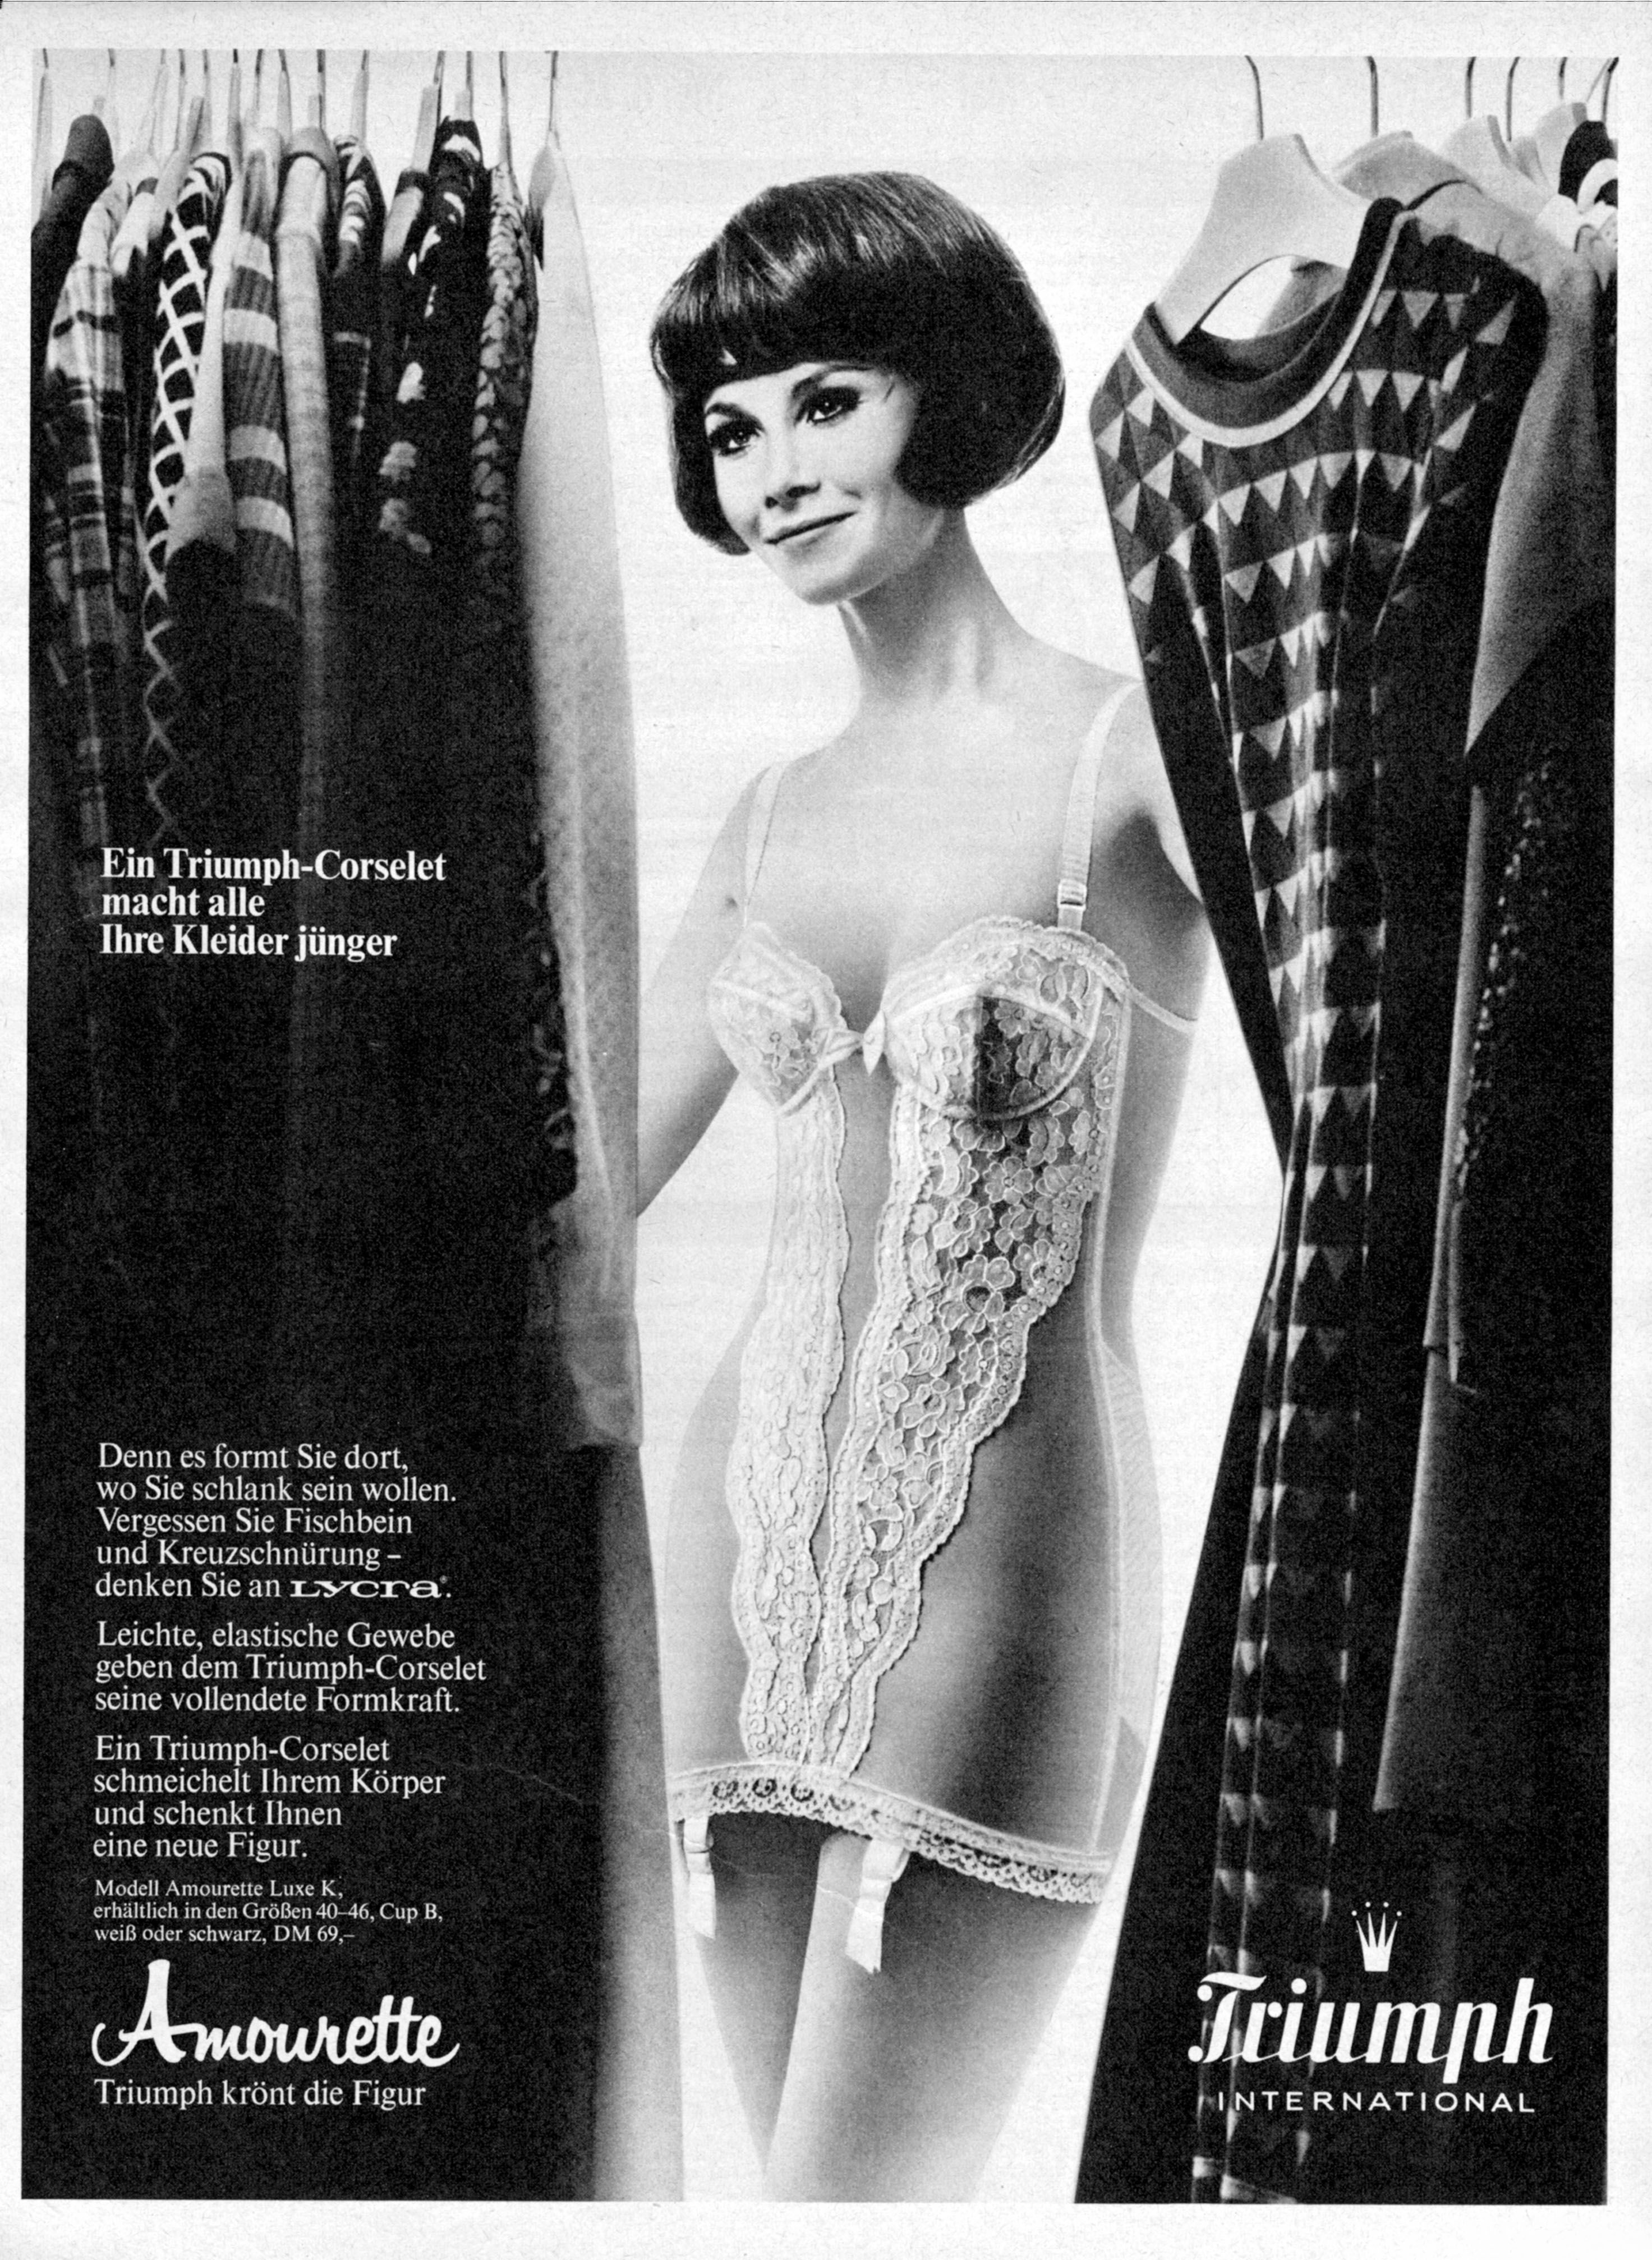 Ein Triumph-Corselet
macht alle
Ihre Kleider jünger
Denn es formt Sie dort,
wo Sie schlank sein wollen.
Vergessen Sie Fischbein
und Kreuzschnürung –
denken Sie an LYCRA®.
Leichte, elastische Gewebe
geben dem Triumph-Corselet
seine vollendete Formkraft.
Ein Triumph-Corselet
schmeichelt Ihrem Körper
und schenkt Ihnen
eine neue Figur.
Modell Amourette Luxe K,
erhältlich in den Größen 40–46, Cup B,
weiß oder schwarz, DM 69,–
Amourette
Triumph krönt die Figur
Triumph
INTERNATIONAL